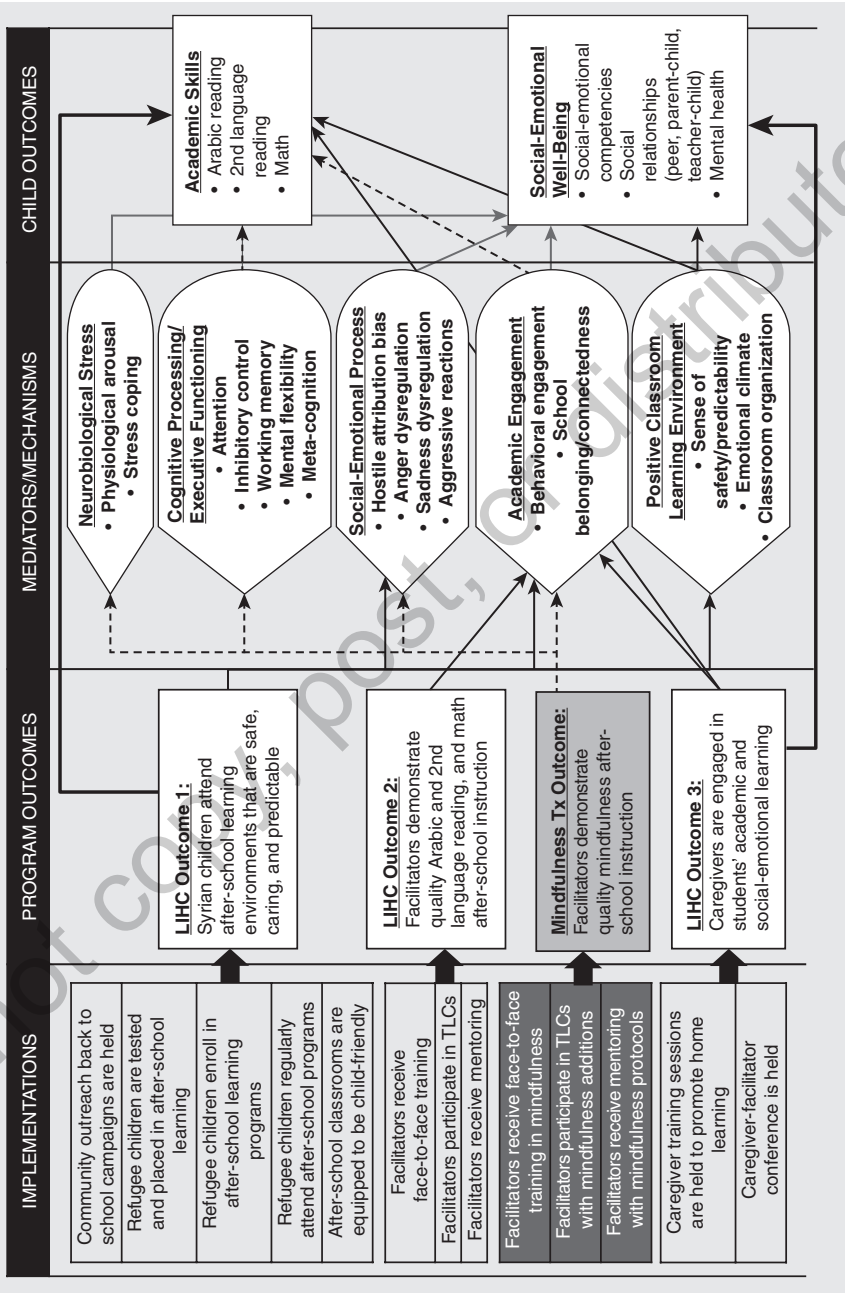 IMPLEMENTATIONS
Community outreach back to
school campaigns are held
Refugee children are tested
and placed in after-school
learning
Refugee children enroll in
after-school learning
programs
Refugee children regularly
attend after-school programs
After-school classrooms are
equipped to be child-friendly
Facilitators receive
face-to-face training
Facilitators participate in TLCs
Facilitators receive mentoring
Facilitators receive face-to-face
training in mindfulness
Facilitators participate in TLCs
with mindfulness additions
Facilitators receive mentoring
with mindfulness protocols
Caregiver training sessions
are held to promote home
learning
Caregiver-facilitator
conference is held
PROGRAM OUTCOMES
LIHC Outcome 1:
Syrian children attend
after-school learning
environments that are safe,
caring, and predictable
LIHC Outcome 2:
Facilitators demonstrate
quality Arabic and 2nd
language reading, and math
after-school instruction
Mindfulness Tx Outcome:
Facilitators demonstrate
quality mindfulness after-
school instruction
LIHC Outcome 3:
Caregivers are engaged in
students' academic and
social-emotional learning
MEDIATORS/MECHANISMS
Neurobiological Stress
• Physiological arousal
• Stress coping
Cognitive Processing/
Executive Functioning
• Attention
• Inhibitory control
• Working memory
• Mental flexibility
• Meta-cognition
Social-Emotional Process
• Hostile attribution bias
• Anger dysregulation
• Sadness dysregulation
• Aggressive reactions
Academic Engagement
• Behavioral engagement
• School
belonging/connectedness
Positive Classroom
Learning Environment
• Sense of
safety/predictability
• Emotional climate
• Classroom organization
CHILD OUTCOMES
Academic Skills
• Arabic reading
• 2nd language
reading
• Math
Social-Emotional
Well-Being
• Social-emotional
competencies
• Social
relationships
(peer, parent-child,
teacher-child)
• Mental health
not copy, post, or distribute